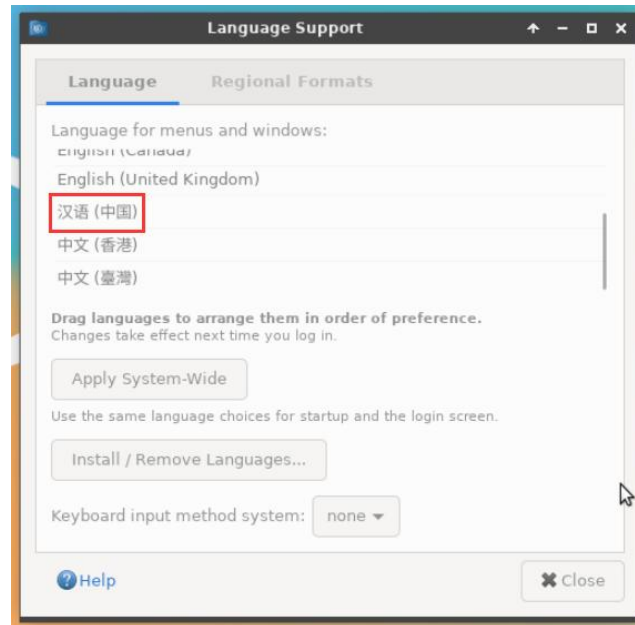 Language Support
Language Regional Formats
Language for menus and windows:
English (Canada)
English (United Kingdom)
汉语 (中国)
中文 (香港)
中文 (臺灣)
Drag languages to arrange them in order of preference.
Changes take effect next time you log in.
Apply System-Wide
Use the same language choices for startup and the login screen.
Install / Remove Languages...
Keyboard input method system: none
Help Close